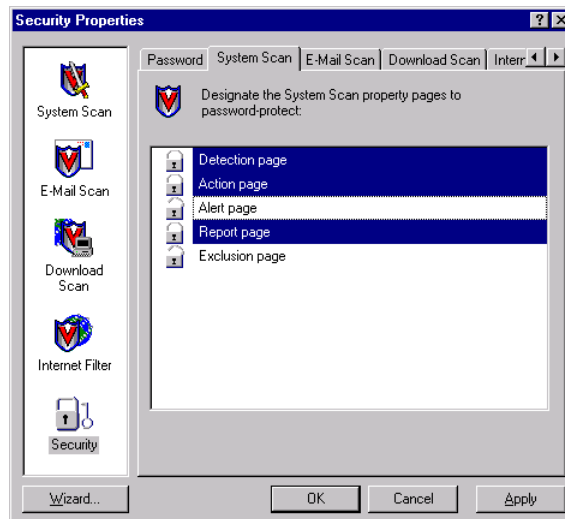 Security Properties
System Scan
E-Mail Scan
Download
Scan
Internet Filter
Security
Password System Scan E-Mail Scan Download Scan Interr
Designate the System Scan property pages to
password-protect:
Detection page
Action page
Alert page
Report page
Exclusion page
Wizard... OK Cancel Apply